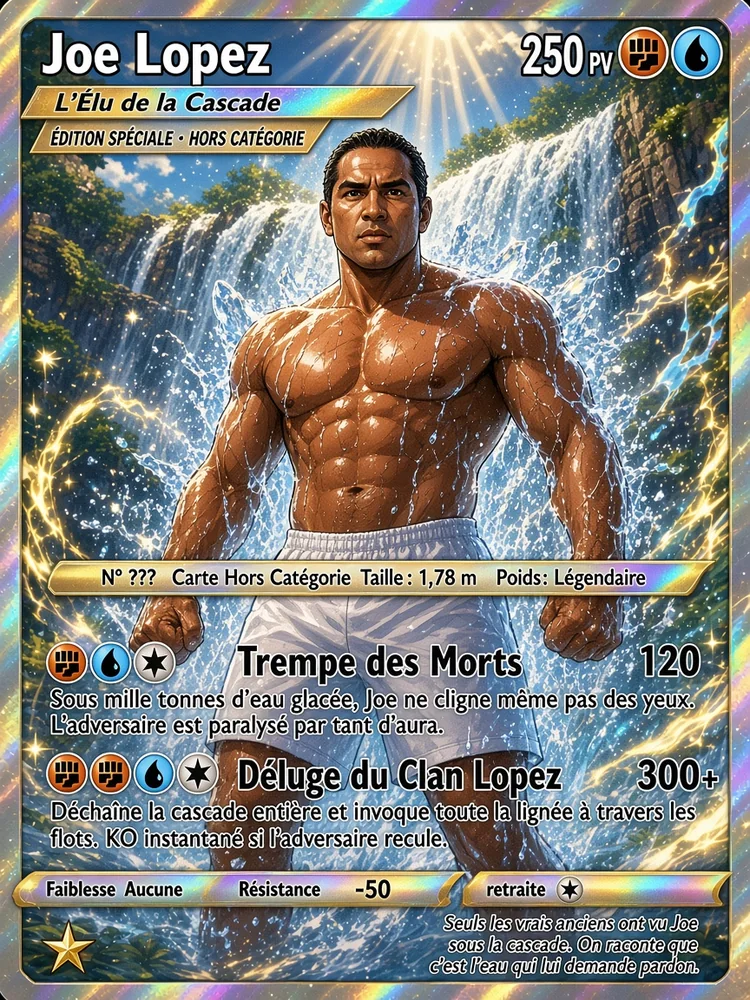 Joe Lopez
250 PV
L'Élu de la Cascade
ÉDITION SPÉCIALE • HORS CATÉGORIE
N° ??? Carte Hors Catégorie Taille : 1,78 m Poids : Légendaire
Trempe des Morts 120
Sous mille tonnes d'eau glacée, Joe ne cligne même pas des yeux.
L'adversaire est paralysé par tant d'aura.
Déluge du Clan Lopez 300+
Déchaîne la cascade entière et invoque toute la lignée à travers les
flots. KO instantané si l'adversaire recule.
Faiblesse Aucune Résistance -50 retraite
Seuls les vrais anciens ont vu Joe
sous la cascade. On raconte que
c'est l'eau qui lui demande pardon.